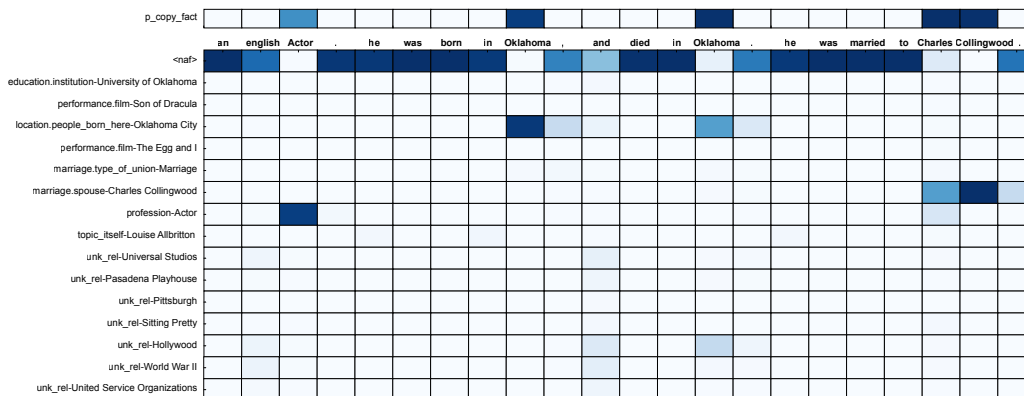 p_copy_fact
an english Actor . he was born in Oklahoma , and died in Oklahoma . he was married to Charles Collingwood .
<naf>
education.institution-University of Oklahoma
performance.film-Son of Dracula
location.people_born_here-Oklahoma City
performance.film-The Egg and I
marriage.type_of_union-Marriage
marriage.spouse-Charles Collingwood
profession-Actor
topic_itself-Louise Allbritton
unk_rel-Universal Studios
unk_rel-Pasadena Playhouse
unk_rel-Pittsburgh
unk_rel-Sitting Pretty
unk_rel-Hollywood
unk_rel-World War II
unk_rel-United Service Organizations